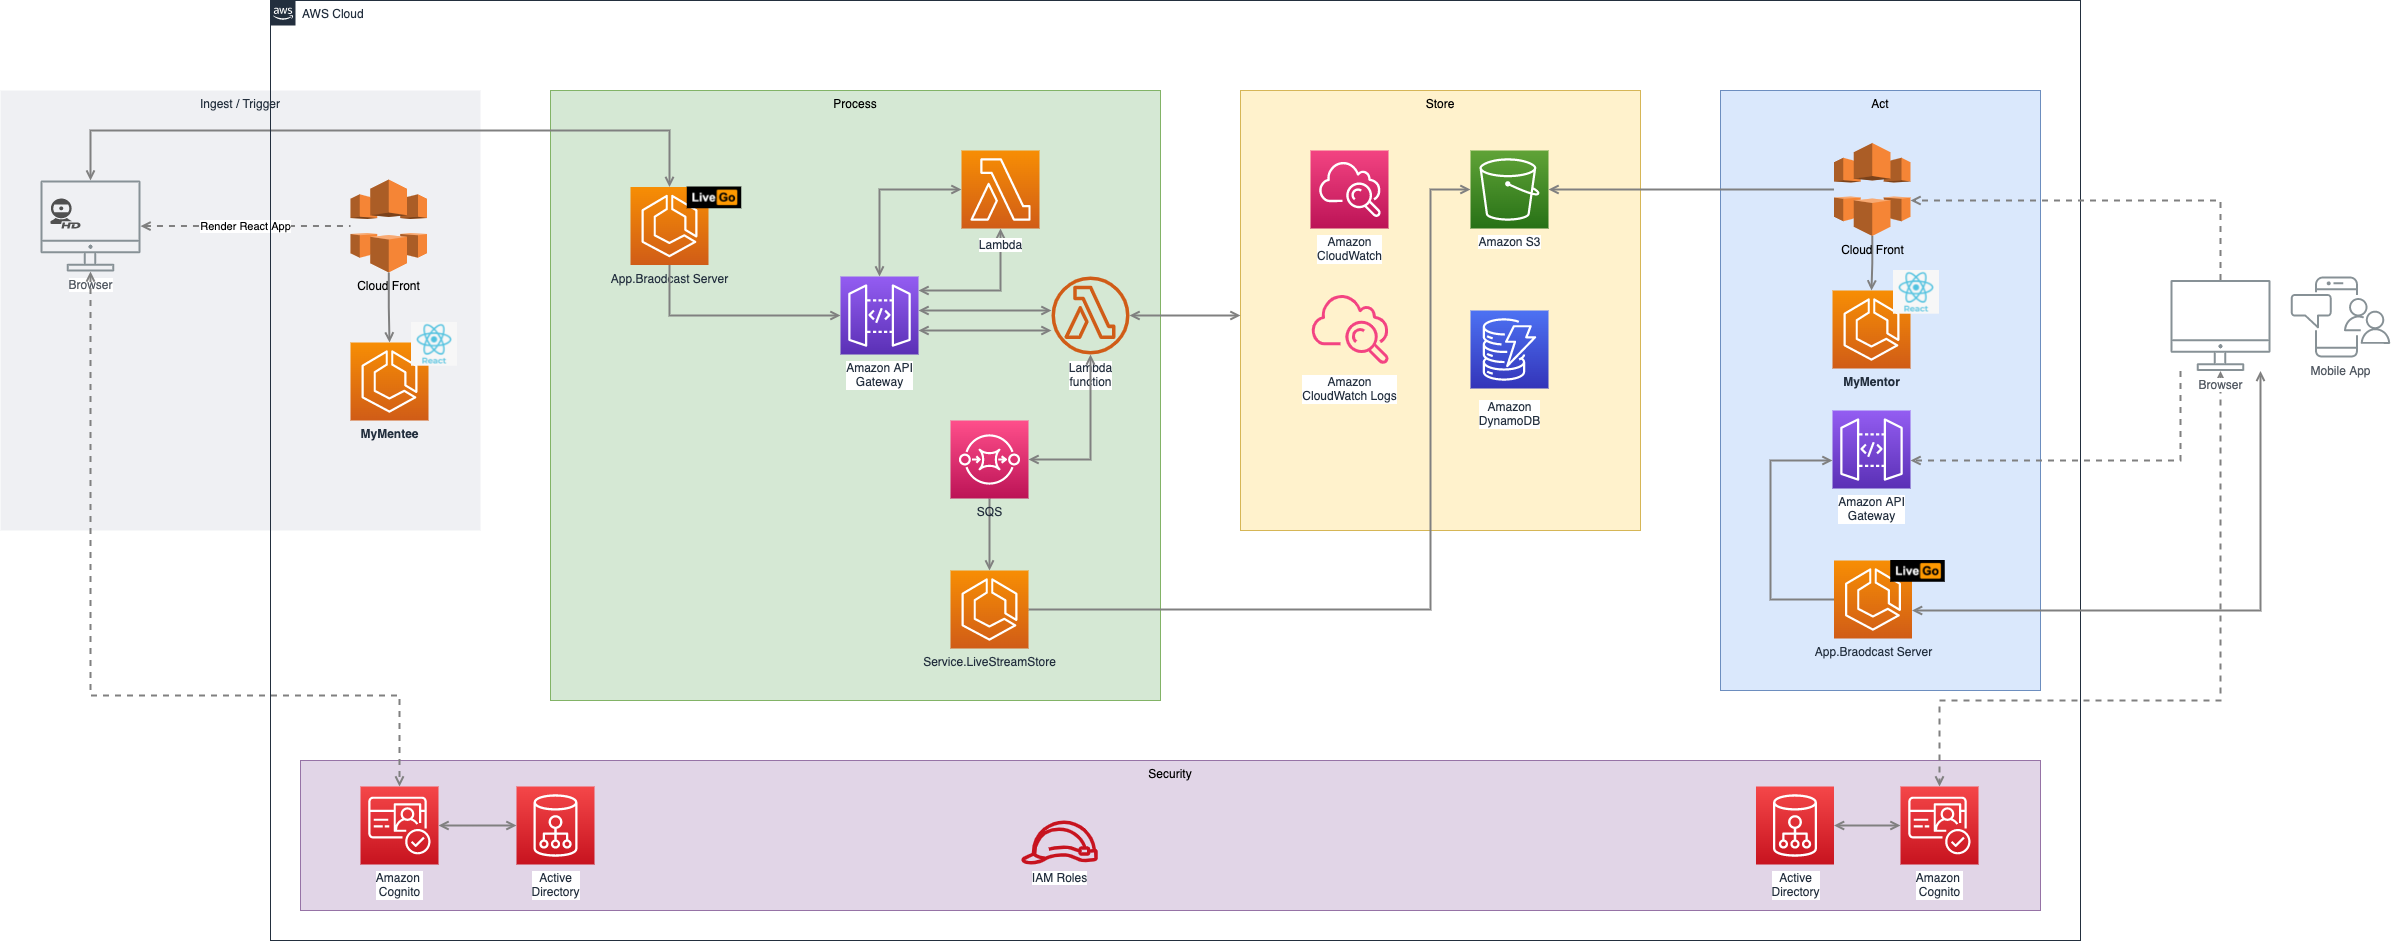 aws
AWS Cloud
Ingest / Trigger
HD
Browser
Render React App
Cloud Front
React
MyMentee
Process
Live Go
App.Braodcast Server
Lambda
Amazon API
Gateway
Lambda
function
SQS
Service.LiveStreamStore
Store
Amazon
CloudWatch
Amazon S3
Amazon
CloudWatch Logs
Amazon
DynamoDB
Act
Cloud Front
React
MyMentor
Amazon API
Gateway
Live Go
App.Braodcast Server
Browser
Mobile App
Security
Amazon
Cognito
Active
Directory
IAM Roles
Active
Directory
Amazon
Cognito